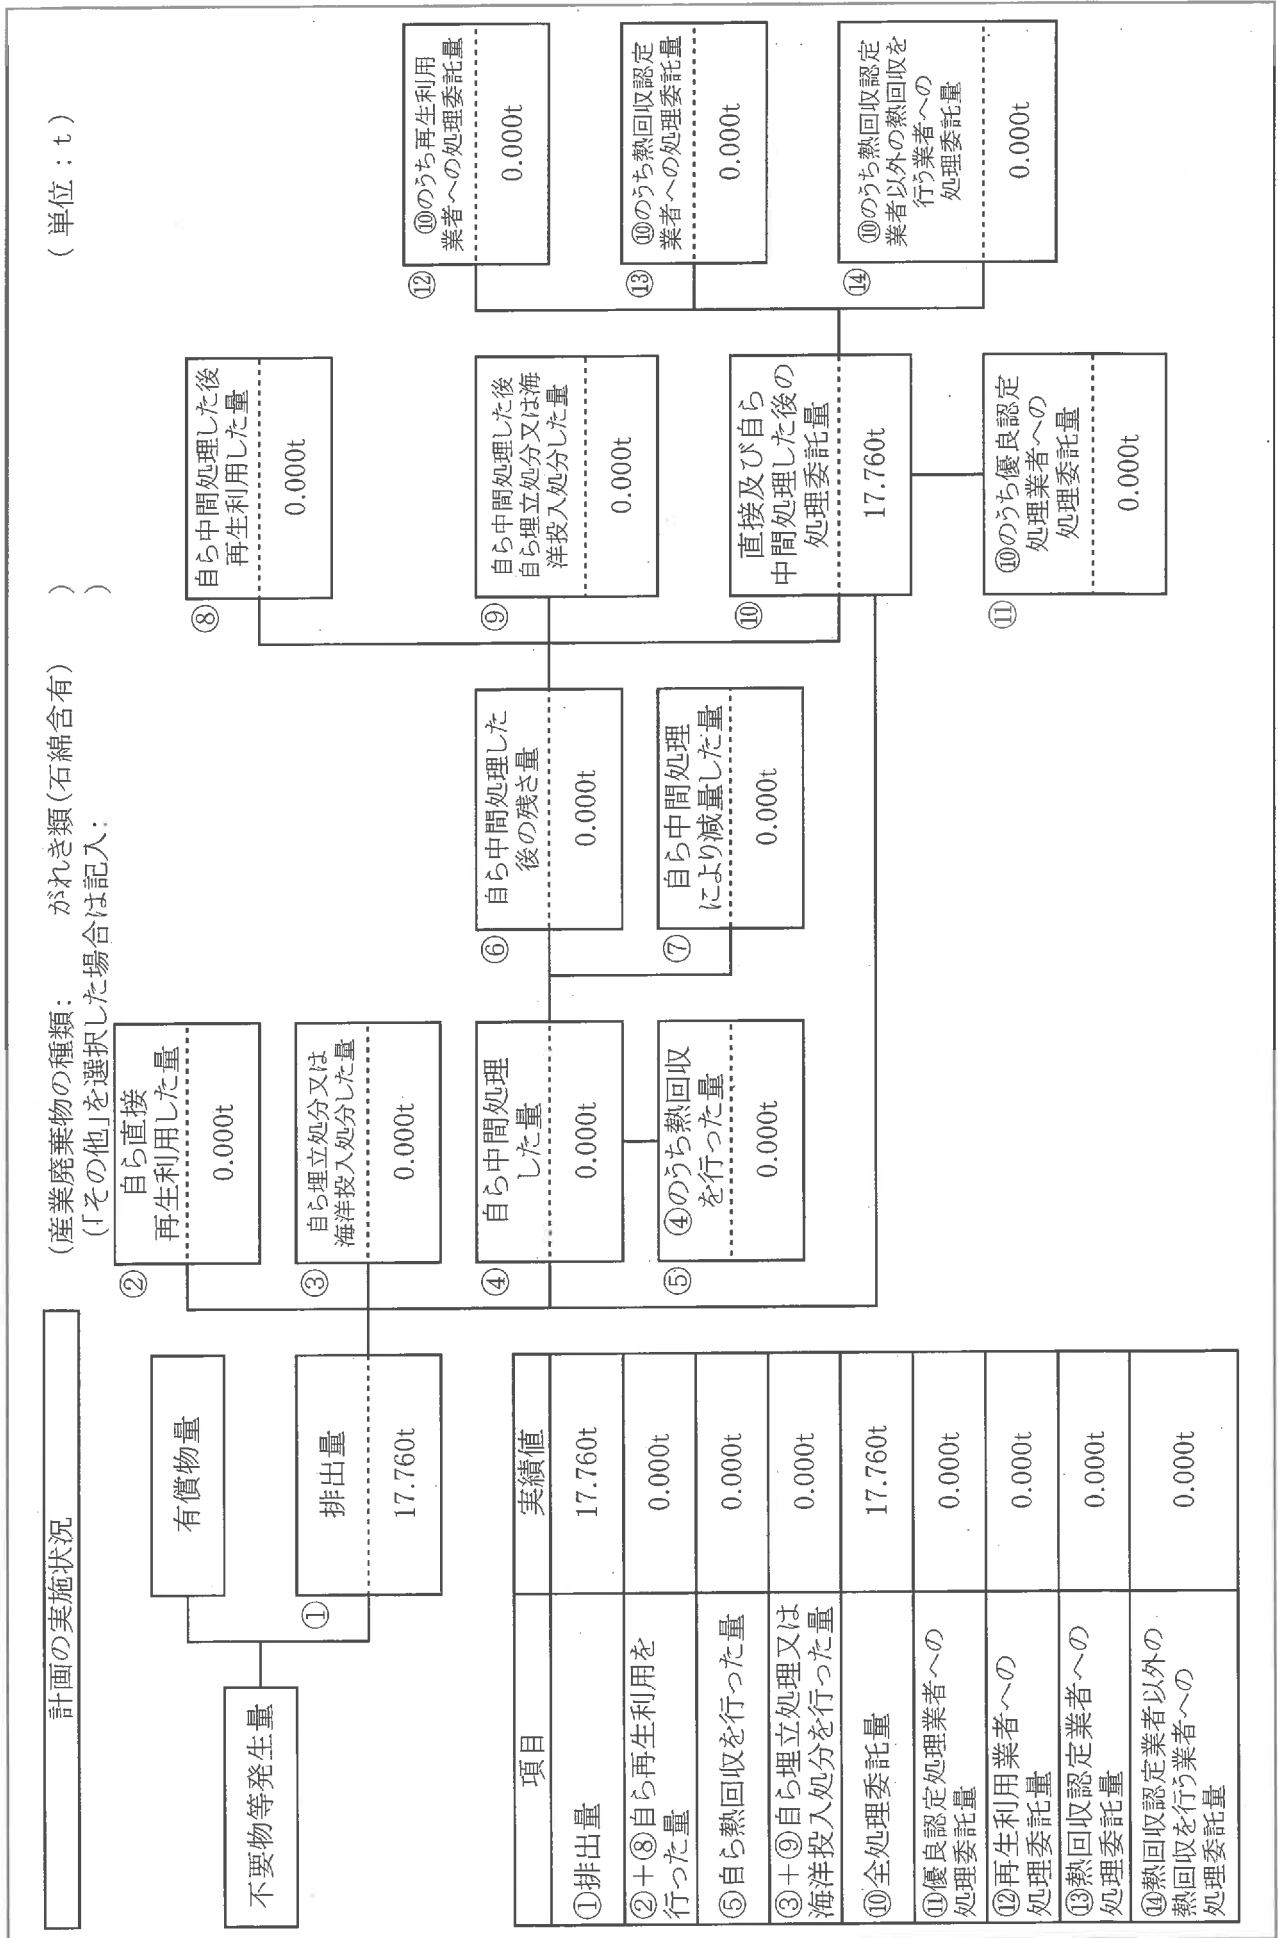 計画の実施状況
(産業廃棄物の種類: がれき類(石綿含有) )
(「その他」を選択した場合は記入: )
(単位:t)
不要物等発生量
有償物量
①
排出量
17.760t
②
自ら直接
再生利用した量
0.000t
③
自ら埋立処分又は
海洋投入処分した量
0.000t
④
自ら中間処理
した量
0.000t
⑤
④のうち熱回収
を行った量
0.000t
⑥
自ら中間処理した
後の残さ量
0.000t
⑦
自ら中間処理
により減量した量
0.000t
⑧
自ら中間処理した後
再生利用した量
0.000t
⑨
自ら中間処理した後
自ら埋立処分又は海
洋投入処分した量
0.000t
⑩
直接及び自ら
中間処理した後の
処理委託量
17.760t
⑪
⑩のうち優良認定
処理業者への
処理委託量
0.000t
⑫
⑩のうち再生利用
業者への処理委託量
0.000t
⑬
⑩のうち熱回収認定
業者への処理委託量
0.000t
⑭
⑩のうち熱回収認定
業者以外の熱回収を
行う業者への
処理委託量
0.000t
項目 実績値
①排出量 17.760t
②+⑧自ら再生利用を
行った量 0.000t
⑤自ら熱回収を行った量 0.000t
③+⑨自ら埋立処理又は
海洋投入処分を行った量 0.000t
⑩全処理委託量 17.760t
⑪優良認定処理業者への
処理委託量 0.000t
⑫再生利用業者への
処理委託量 0.000t
⑬熱回収認定業者への
処理委託量 0.000t
⑭熱回収認定業者以外の
熱回収を行う業者への
処理委託量 0.000t